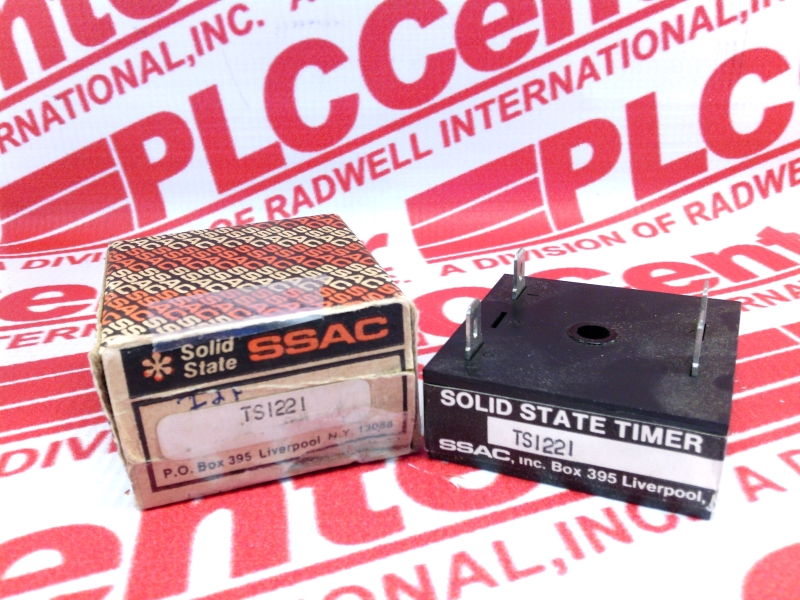 PLCCenter
A DIVISION OF RADWELL INTERNATIONAL, INC.
SSAC
Solid
State
SSAC
TS1221
P.O. Box 395 Liverpool N.Y. 13088
SOLID STATE TIMER
TS1221
SSAC, Inc. Box 395 Liverpool,